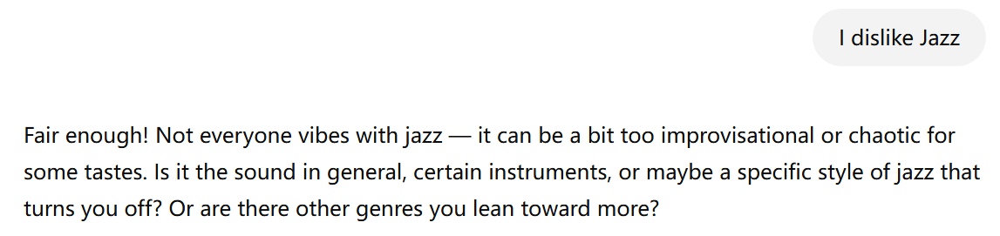 I dislike Jazz
Fair enough! Not everyone vibes with jazz — it can be a bit too improvisational or chaotic for
some tastes. Is it the sound in general, certain instruments, or maybe a specific style of jazz that
turns you off? Or are there other genres you lean toward more?